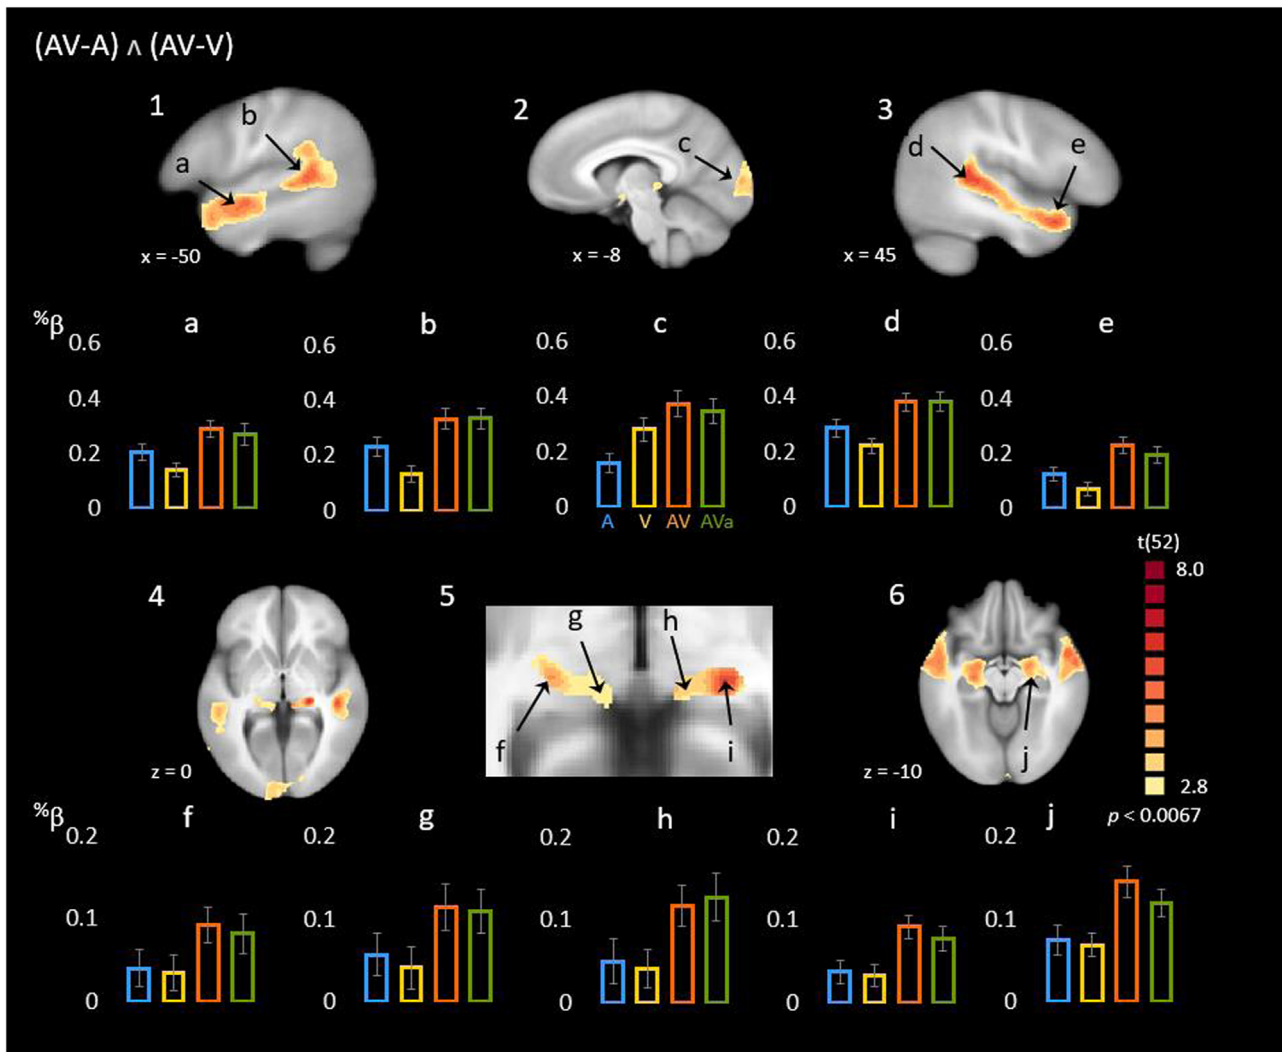 (AV-A) ∧ (AV-V)
1
2
3
b
a
c
d
e
x = -50
x = -8
x = 45
%β
a
b
c
d
e
0.6
0.6
0.6
0.6
0.6
0.4
0.4
0.4
0.4
0.4
0.2
0.2
0.2
0.2
0.2
0
0
0
0
0
A V AV AVa
t(52)
8.0
4
5
6
g
h
f
i
j
z = 0
z = -10
2.8
p < 0.0067
%β
f
g
h
i
j
0.2
0.2
0.2
0.2
0.2
0.1
0.1
0.1
0.1
0.1
0
0
0
0
0